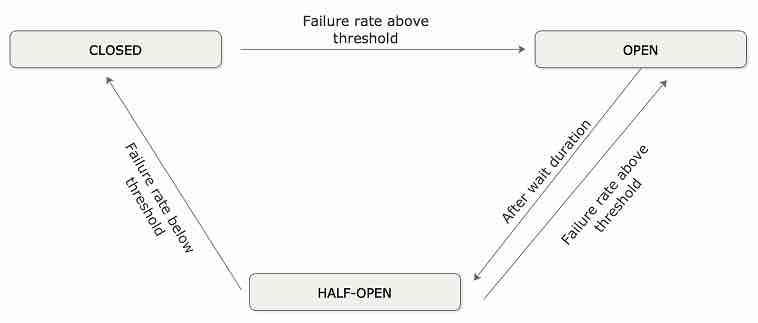 Failure rate above
threshold
CLOSED
OPEN
Failure rate below
threshold
After wait duration
Failure rate above
threshold
HALF-OPEN